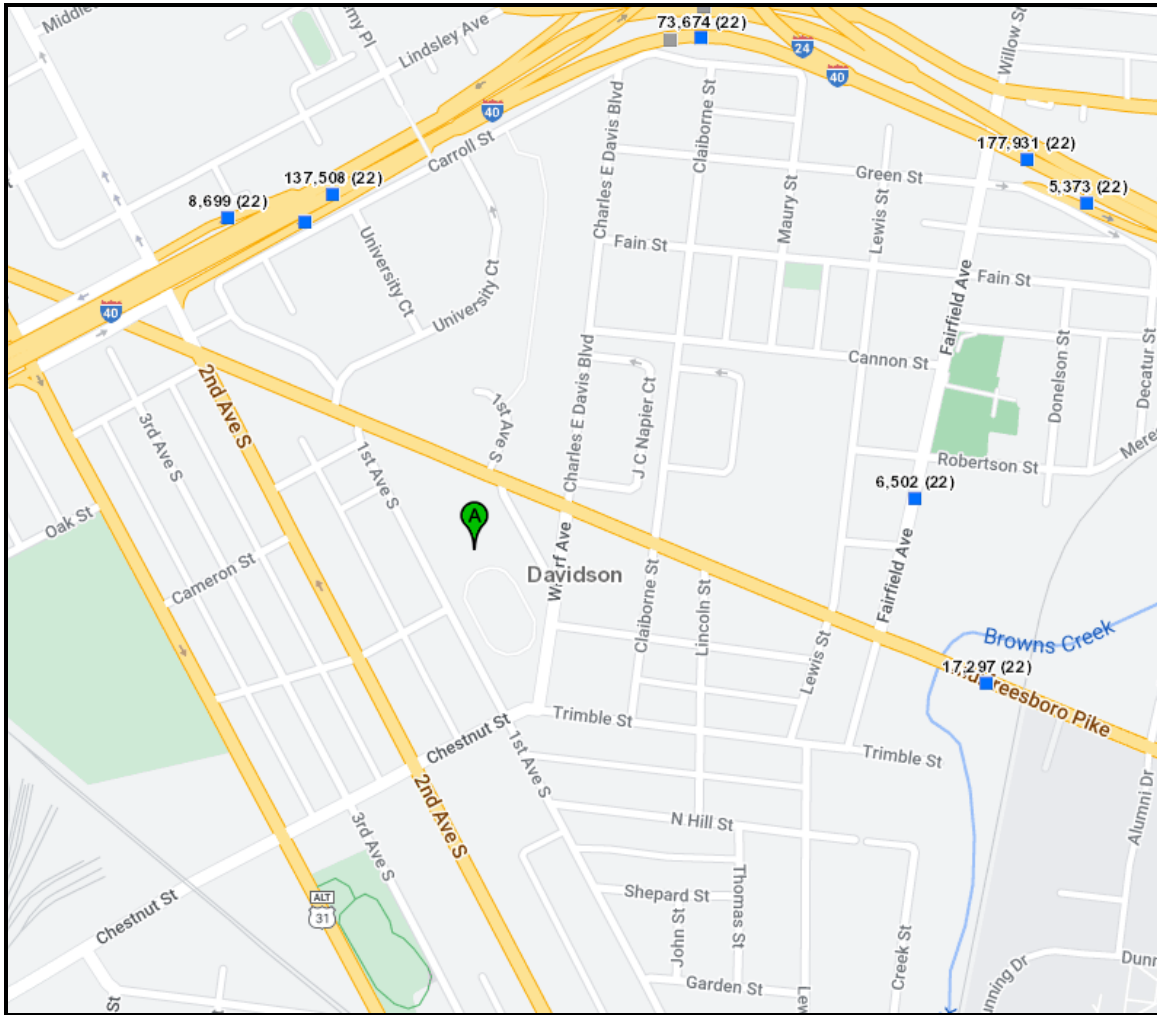 73,674 (22)
Willow St
Lindsley Ave
24
40
40
Charles E Davis Blvd
Claiborne St
Carroll St
177,931 (22)
Green St
137,508 (22)
5,373 (22)
8,699 (22)
Maury St
Lewis St
University Ct
Fain St
Fain St
Fairfield Ave
University Ct
40
Donelson St
Decatur St
Cannon St
Charles E Davis Blvd
2nd Ave S
3rd Ave S
1st Ave S
J C Napier Ct
1st Ave S
Robertson St
6,502 (22)
A
Oak St
Cameron St
Wharf Ave
Davidson
Claiborne St
Lincoln St
Fairfield Ave
Browns Creek
Lewis St
17,297 (22)
Chestnut St
Trimble St
Trimble St
1st Ave S
2nd Ave S
Alumni Dr
N Hill St
3rd Ave S
ALT
31
Chestnut St
Shepard St
Thomas St
John St
Creek St
Garden St
St